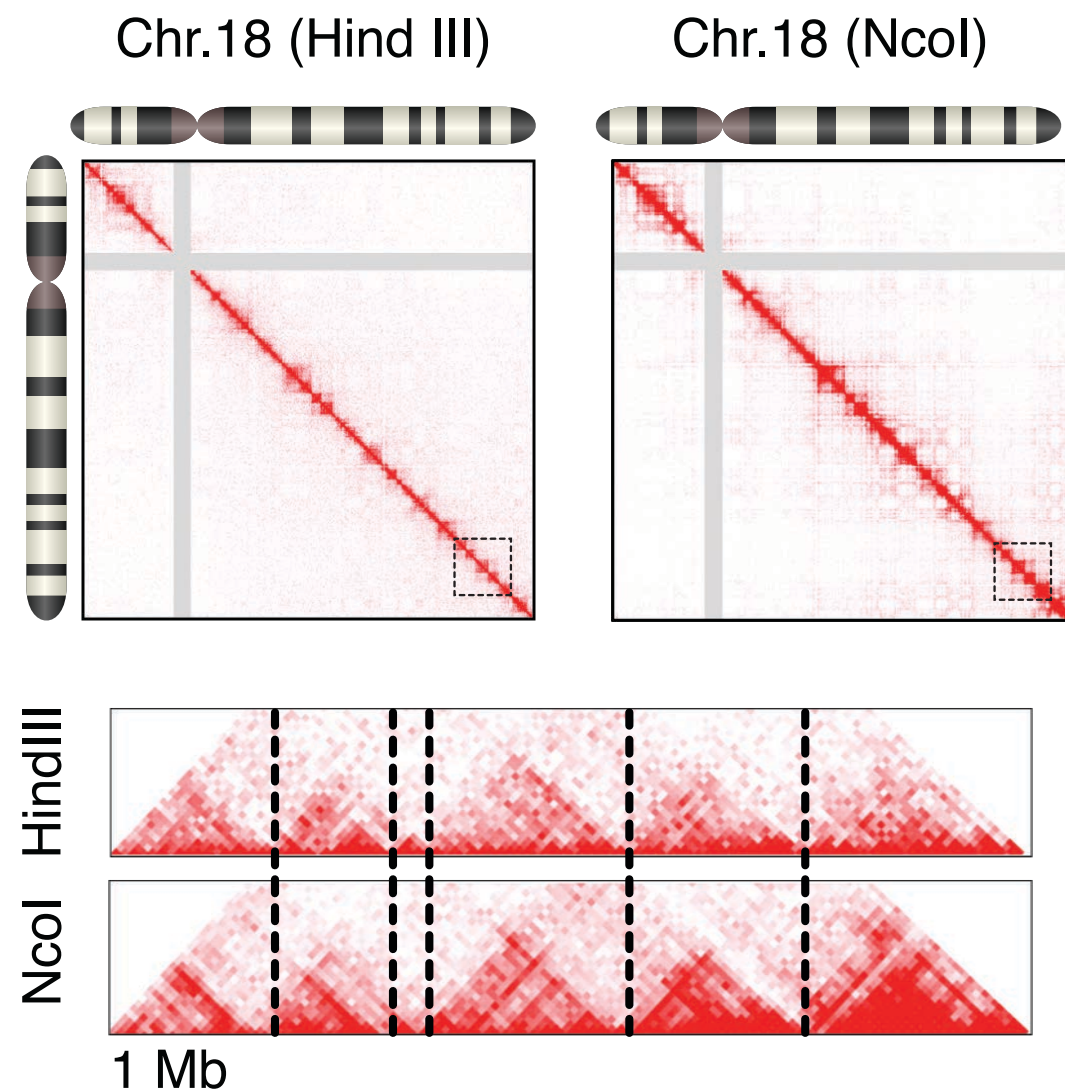 Chr.18 (Hind III)
Chr.18 (NcoI)
HindIII
NcoI
1 Mb